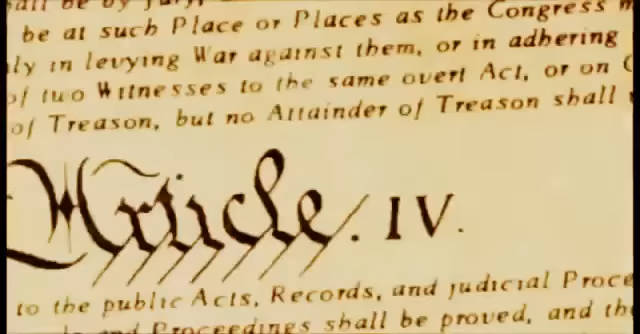 be at such Place or Places as the Congress
in levying War against them, or in adhering
of two Witnesses to the same overt Act, or on
of Treason, but no Attainder of Treason shall
Article. IV.
to the public Acts, Records, and judicial Proce
and Proceedings shall be proved, and the